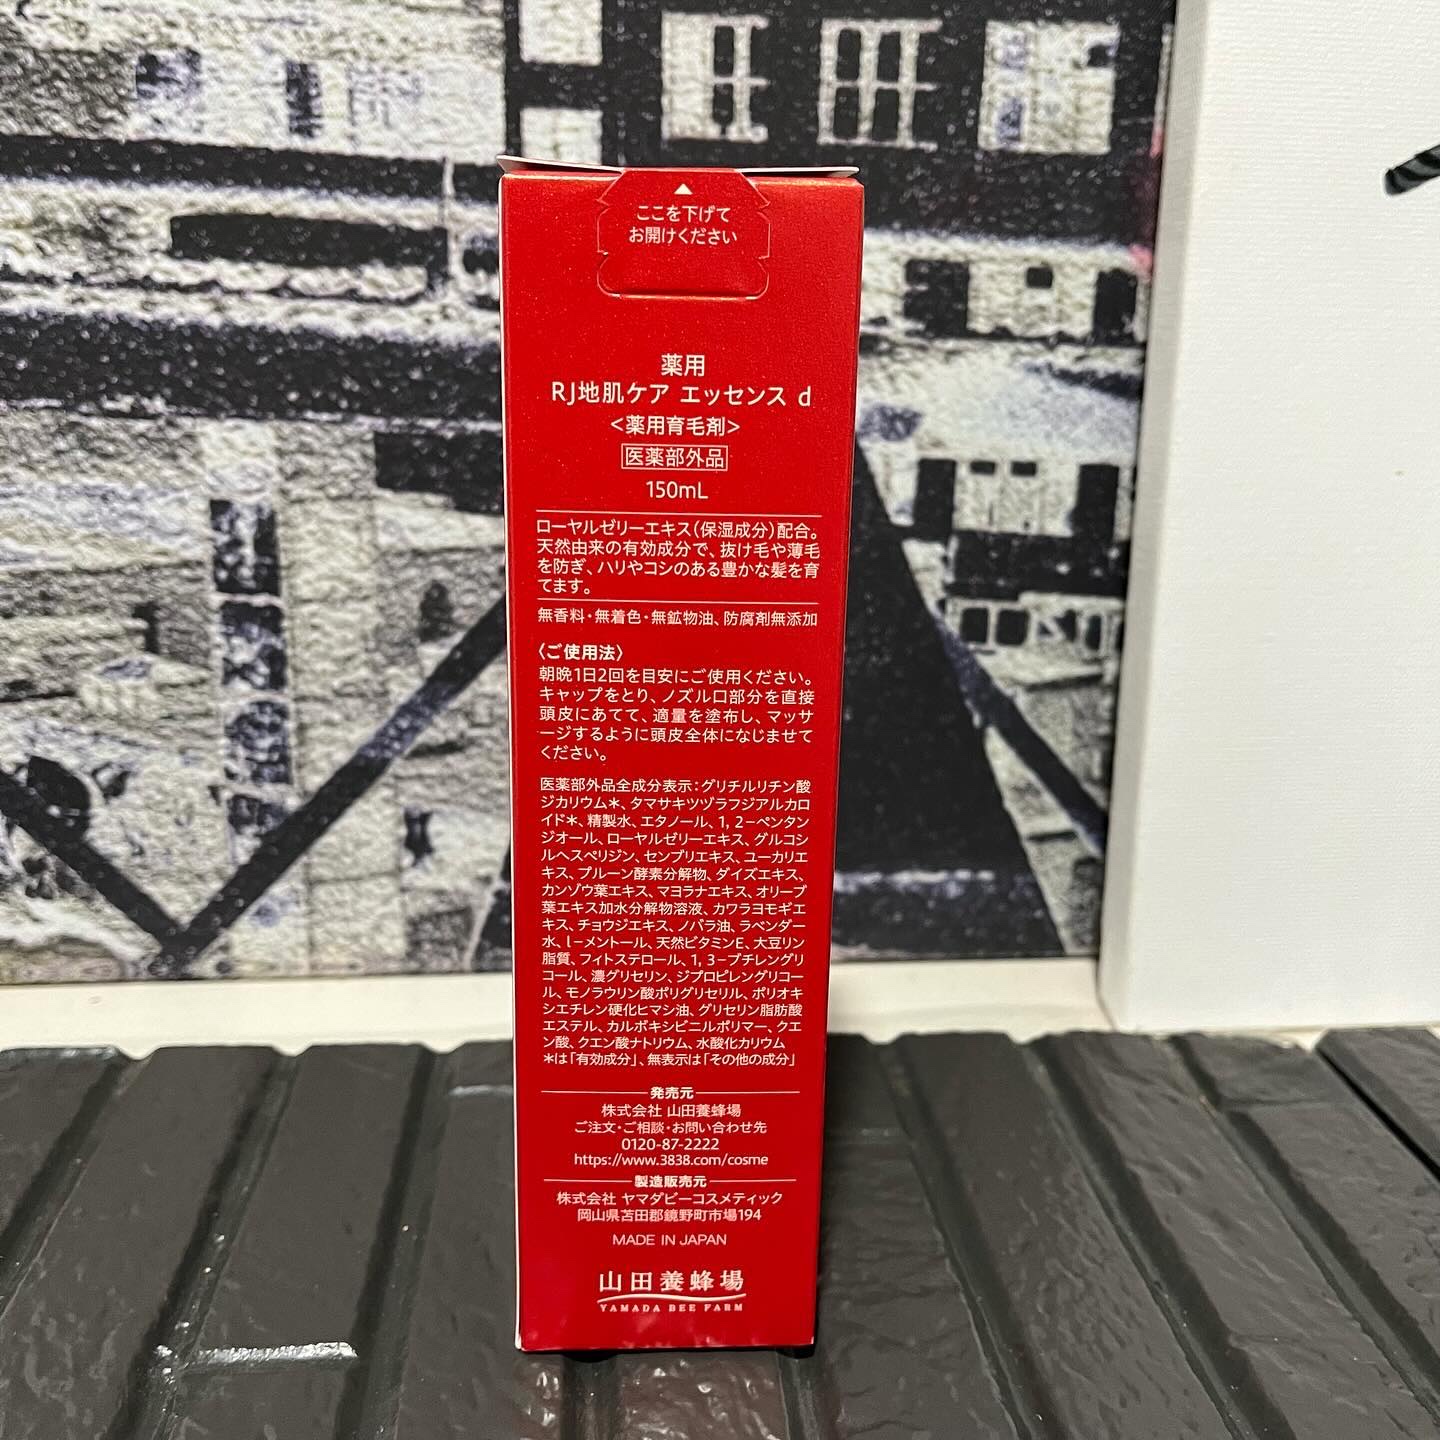 ここを下げて
お開けください
薬用
RJ地肌ケア エッセンス d
<薬用育毛剤>
医薬部外品
150mL
ローヤルゼリーエキス(保湿成分)配合。
天然由来の有効成分で、抜け毛や薄毛
を防ぎ、ハリやコシのある豊かな髪を育
てます。
無香料・無着色・無鉱物油、防腐剤無添加
〈ご使用法〉
朝晩1日2回を目安にご使用ください。
キャップをとり、ノズル口部分を直接
頭皮にあてて、適量を塗布し、マッサ
ージするように頭皮全体になじませて
ください。
医薬部外品全成分表示:グリチルリチン酸
ジカリウム*、タマサキツヅラフジアルカロ
イド*、精製水、エタノール、1, 2-ペンタン
ジオール、ローヤルゼリーエキス、グルコシ
ルヘスペリジン、センブリエキス、ユーカリエ
キス、プルーン酵素分解物、ダイズエキス、
カンゾウ葉エキス、マヨラナエキス、オリーブ
葉エキス加水分解物溶液、カワラヨモギエ
キス、チョウジエキス、ノバラ油、ラベンダー
水、l-メントール、天然ビタミンE、大豆リン
脂質、フィトステロール、1, 3-ブチレングリ
コール、濃グリセリン、ジプロピレングリコー
ル、モノラウリン酸ポリグリセリル、ポリオキ
シエチレン硬化ヒマシ油、グリセリン脂肪酸
エステル、カルボキシビニルポリマー、クエ
ン酸、クエン酸ナトリウム、水酸化カリウム
*は「有効成分」、無表示は「その他の成分」
発売元
株式会社 山田養蜂場
ご注文・ご相談・お問い合わせ先
0120-87-2222
https://www.3838.com/cosme
製造販売元
株式会社 ヤマダビーコスメティック
岡山県苫田郡鏡野町市場194
MADE IN JAPAN
山田養蜂場
YAMADA BEE FARM